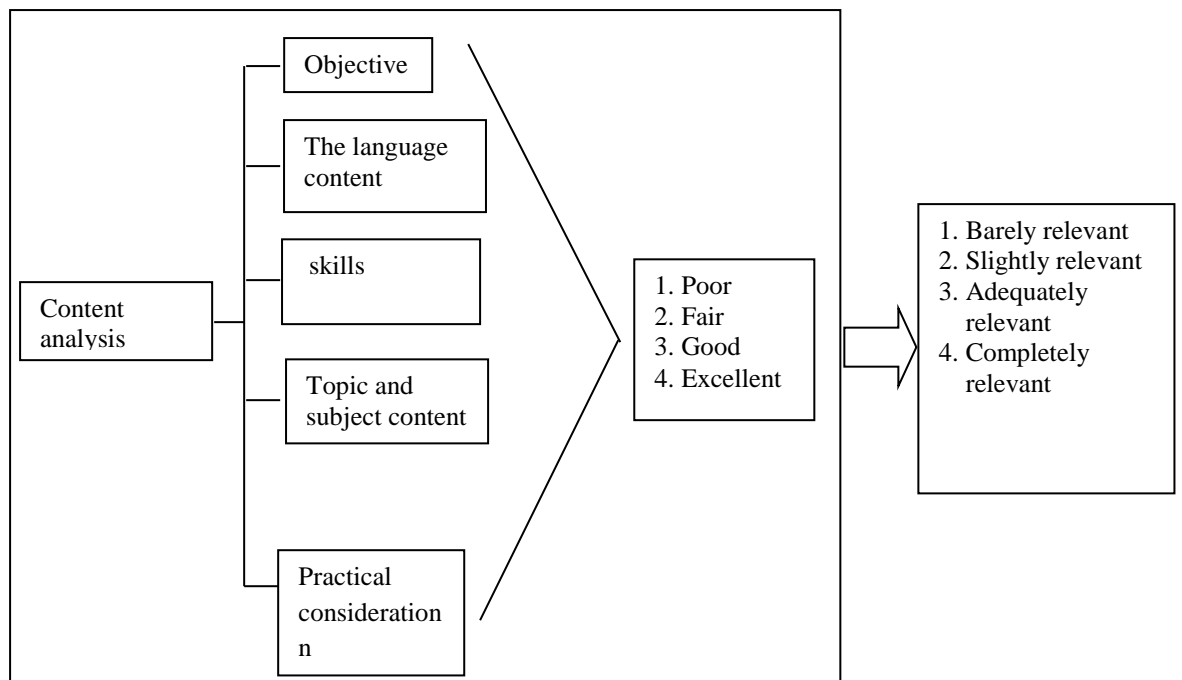 Content
analysis
Objective
The language
content
skills
Topic and
subject content
Practical
consideration
n
1. Poor
2. Fair
3. Good
4. Excellent
1. Barely relevant
2. Slightly relevant
3. Adequately
relevant
4. Completely
relevant